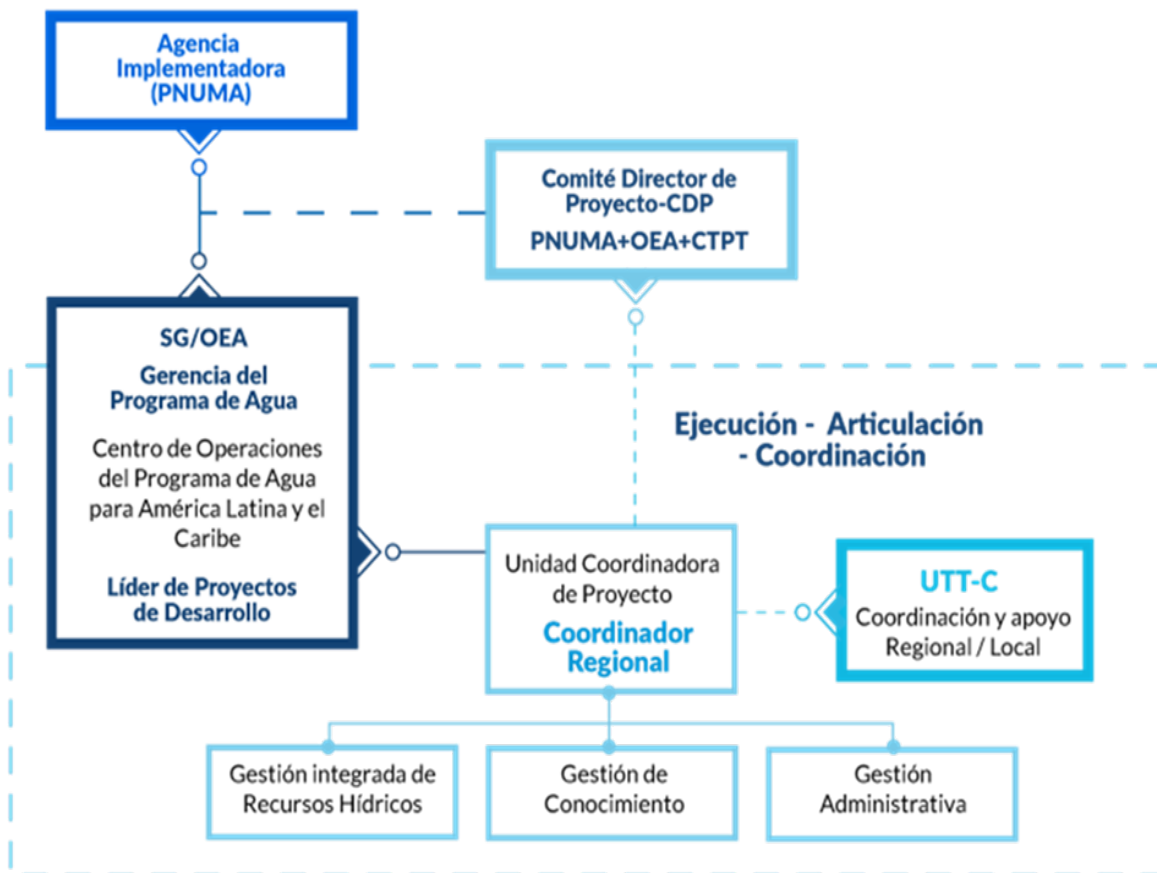 Agencia
Implementadora
(PNUMA)
Comité Director de
Proyecto-CDP
PNUMA+OEA+CTPT
SG/OEA
Gerencia del
Programa de Agua
Centro de Operaciones
del Programa de Agua
para América Latina y el
Caribe
Líder de Proyectos
de Desarrollo
Ejecución - Articulación
- Coordinación
Unidad Coordinadora
de Proyecto
Coordinador
Regional
UTT-C
Coordinación y apoyo
Regional / Local
Gestión integrada de
Recursos Hídricos
Gestión de
Conocimiento
Gestión
Administrativa